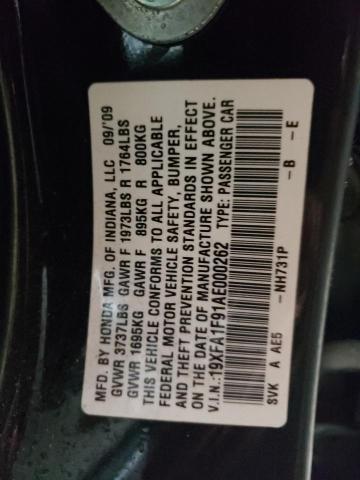 MFD. BY HONDA MFG. OF INDIANA, LLC 09/'09
GVWR 3737LBS GAWR F 1973LBS R 1764LBS
GVWR 1695KG GAWR F 895KG R 800KG
THIS VEHICLE CONFORMS TO ALL APPLICABLE
FEDERAL MOTOR VEHICLE SAFETY, BUMPER,
AND THEFT PREVENTION STANDARDS IN EFFECT
ON THE DATE OF MANUFACTURE SHOWN ABOVE.
V.I.N.:19XFA1F91AE000262 TYPE: PASSENGER CAR
SVK A AE5 -NH731P -B -E